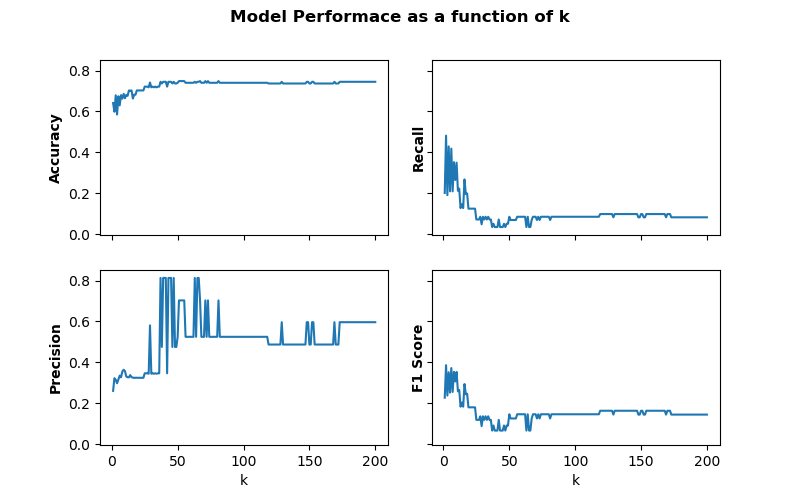 Model Performace as a function of k
0.8
0.6
0.4
0.2
0.0
Accuracy
Recall
0.8
0.6
0.4
0.2
0.0
Precision
F1 Score
0 50 100 150 200
0 50 100 150 200
k
k